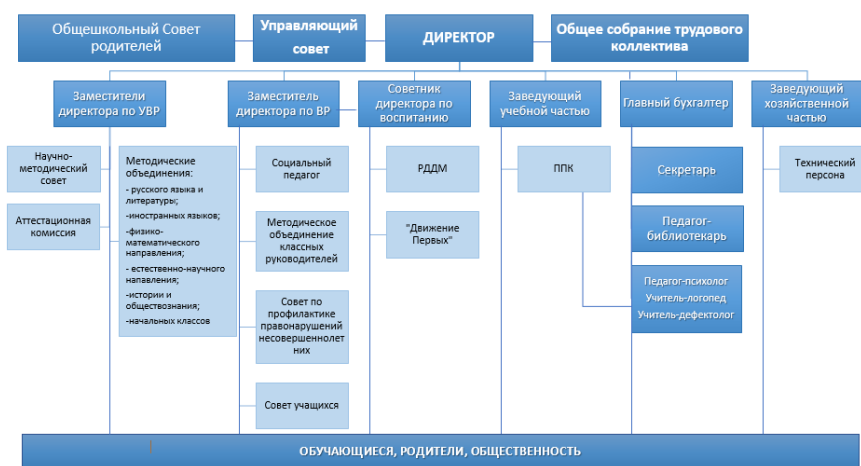 Общешкольный Совет
родителей
Управляющий
совет
ДИРЕКТОР
Общее собрание трудового
коллектива
Заместители
директора по УВР
Заместитель
директора по ВР
Советник
директора по
воспитанию
Заведующий
учебной частью
Главный бухгалтер
Заведующий
хозяйственной
частью
Научно-
методический
совет
Аттестационная
комиссия
Методические
объединения:
- русского языка и
литературы;
-иностранных языков;
-физико-
математического
направления;
- естественно-научного
напавления;
-истории и
обществознания;
-начальных классов
Социальный
педагог
Методическое
объединение
классных
руководителей
Совет по
профилактике
правонарушений
несовершеннолет
них
Совет учащихся
РДДМ
"Движение
Первых"
ППК
Секретарь
Педагог-
библиотекарь
Педагог-психолог
Учитель-логопед
Учитель-дефектолог
Технический
персона
ОБУЧАЮЩИЕСЯ, РОДИТЕЛИ, ОБЩЕСТВЕННОСТЬ